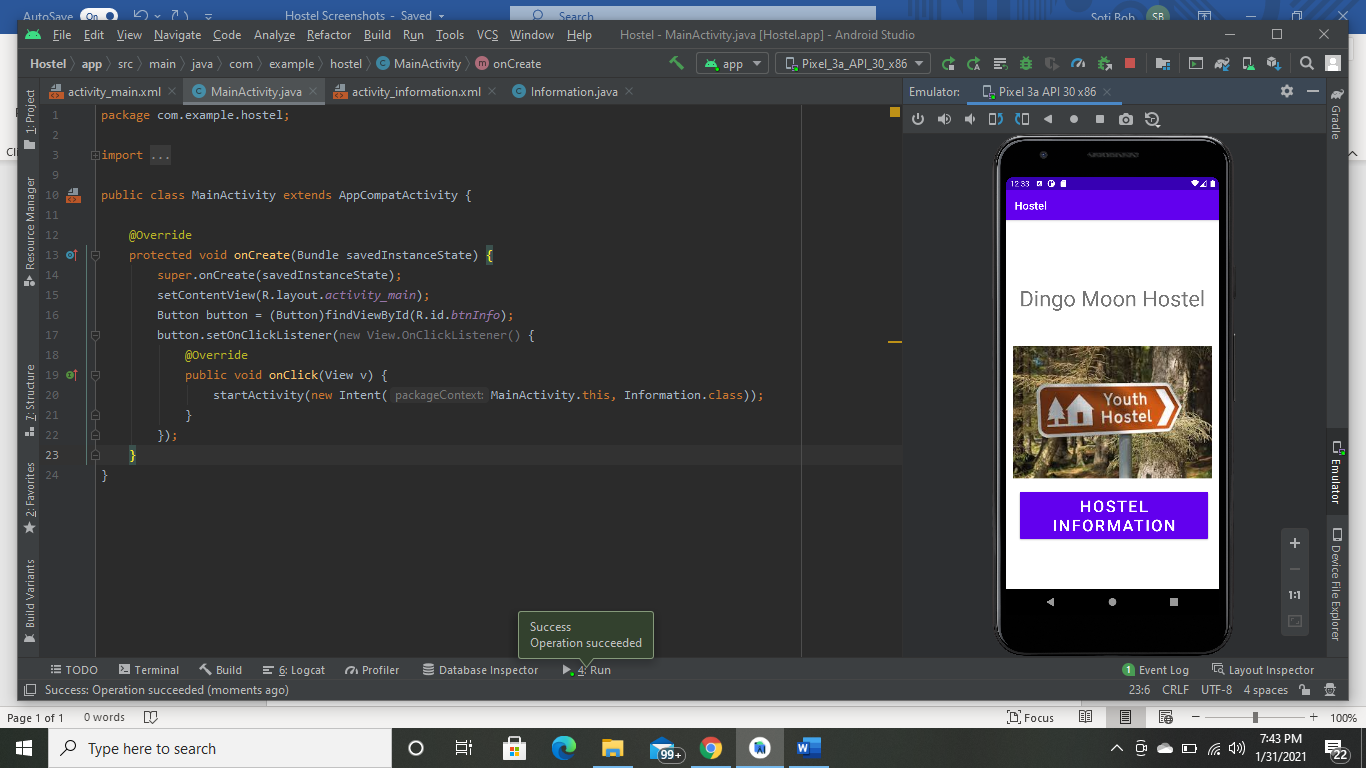 AutoSave On Hostel Screenshots - Saved Search Soti Rob SB
File Edit View Navigate Code Analyze Refactor Build Run Tools VCS Window Help Hostel - MainActivity.java [Hostel.app] - Android Studio
Hostel app src main java com example hostel MainActivity onCreate app Pixel_3a_API_30_x86
activity_main.xml MainActivity.java activity_information.xml Information.java Emulator: Pixel 3a API 30 x86
1: Project
Resource Manager
7: Structure
2: Favorites
Build Variants
1 package com.example.hostel;
2
3 import ...
9
10 public class MainActivity extends AppCompatActivity {
11
12 @Override
13 protected void onCreate(Bundle savedInstanceState) {
14 super.onCreate(savedInstanceState);
15 setContentView(R.layout.activity_main);
16 Button button = (Button)findViewById(R.id.btnInfo);
17 button.setOnClickListener(new View.OnClickListener() {
18 @Override
19 public void onClick(View v) {
20 startActivity(new Intent( packageContext: MainActivity.this, Information.class));
21 }
22 });
23 }
24 }
12:33
Hostel
Dingo Moon Hostel
Youth
Hostel
HOSTEL
INFORMATION
1:1
Gradle
Emulator
Device File Explorer
Success
Operation succeeded
TODO Terminal Build 6: Logcat Profiler Database Inspector 4: Run 1 Event Log Layout Inspector
Success: Operation succeeded (moments ago) 23:6 CRLF UTF-8 4 spaces
Page 1 of 1 0 words Focus 100%
Type here to search 99+ 7:43 PM
1/31/2021 22